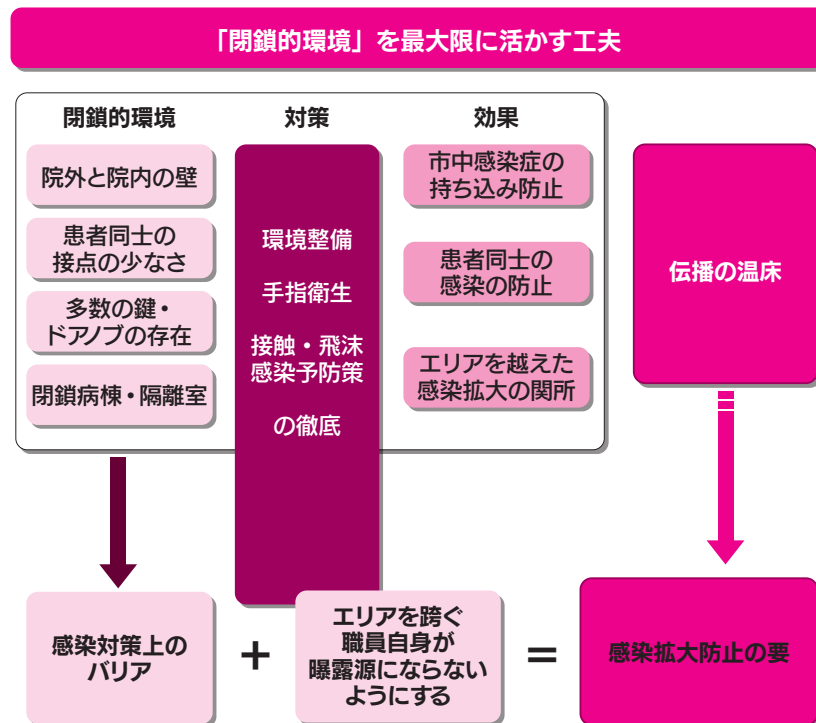 「閉鎖的環境」を最大限に活かす工夫
閉鎖的環境
対策
効果
院外と院内の壁
患者同士の
接点の少なさ
多数の鍵・
ドアノブの存在
閉鎖病棟・隔離室
環境整備
手指衛生
接触・飛沫
感染予防策
の徹底
市中感染症の
持ち込み防止
患者同士の
感染の防止
エリアを越えた
感染拡大の関所
伝播の温床
感染対策上の
バリア
+
エリアを跨ぐ
職員自身が
曝露源にならない
ようにする
=
感染拡大防止の要